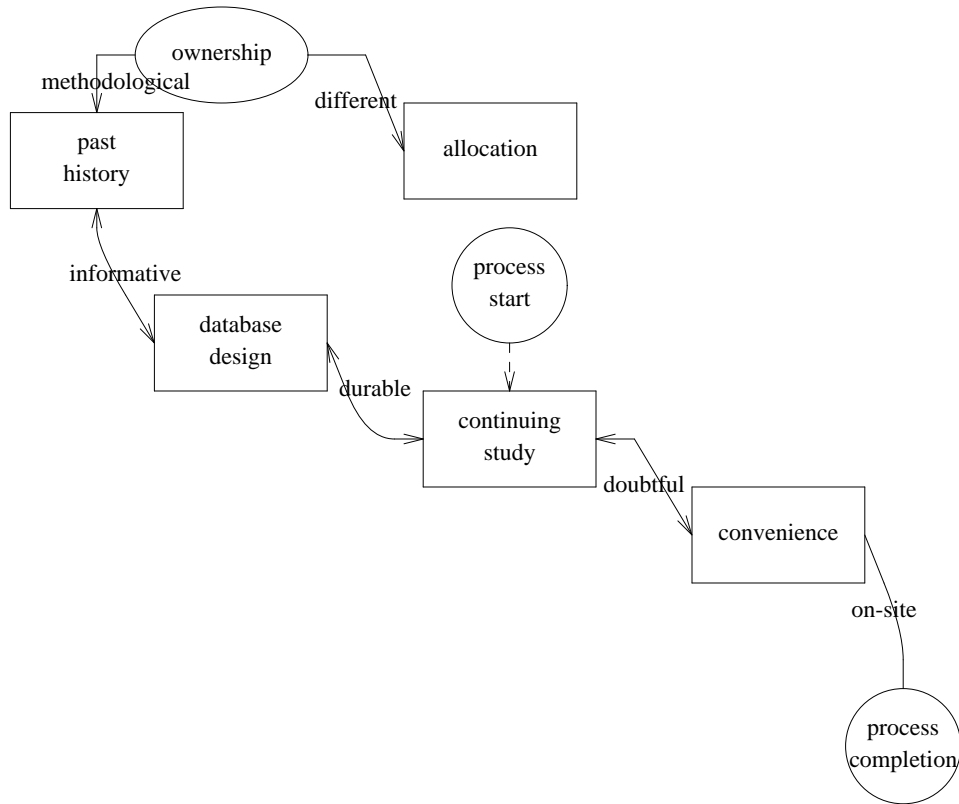 ownership
methodological
different
past
history
allocation
process
start
informative
database
design
durable
continuing
study
doubtful
convenience
on-site
process
completion